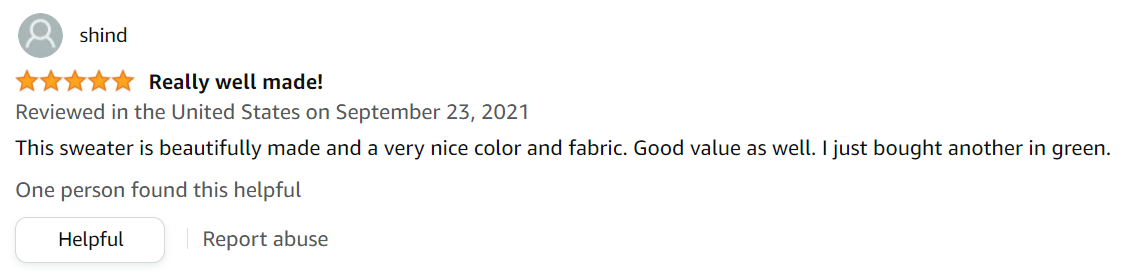 shind
Really well made!
Reviewed in the United States on September 23, 2021
This sweater is beautifully made and a very nice color and fabric. Good value as well. I just bought another in green.
One person found this helpful
Helpful
Report abuse